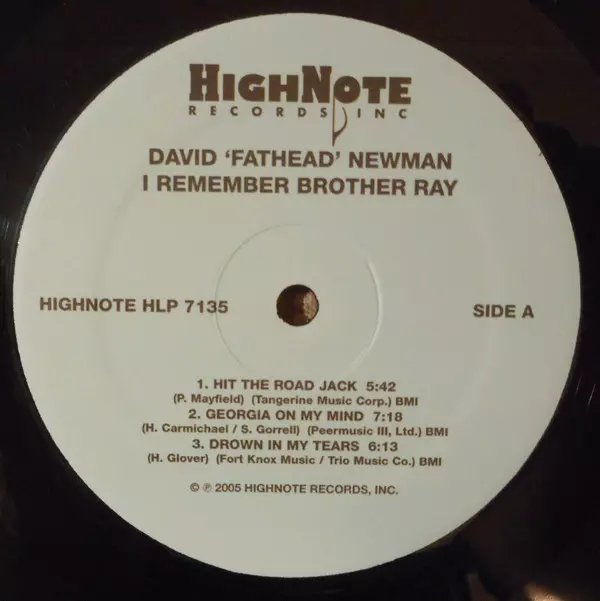 HIGHNOTE
RECORDS, INC
DAVID 'FATHEAD' NEWMAN
I REMEMBER BROTHER RAY
HIGHNOTE HLP 7135
SIDE A
1. HIT THE ROAD JACK 5:42
(P. Mayfield) (Tangerine Music Corp.) BMI
2. GEORGIA ON MY MIND 7:18
(H. Carmichael / S. Gorrell) (Peermusic III, Ltd.) BMI
3. DROWN IN MY TEARS 6:13
(H. Glover) (Fort Knox Music / Trio Music Co.) BMI
© ℗ 2005 HIGHNOTE RECORDS, INC.